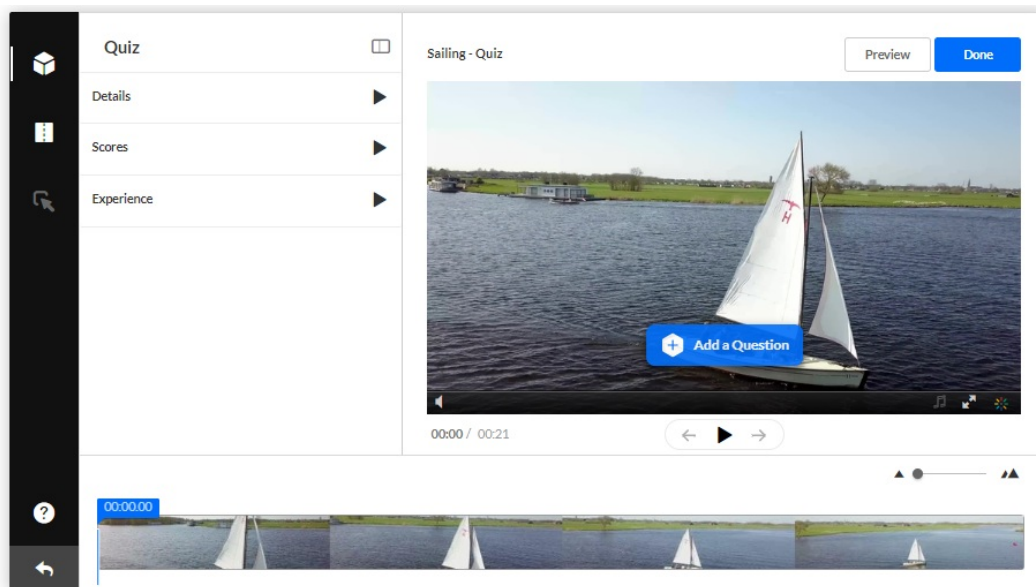 Quiz
Details
Scores
Experience
Sailing - Quiz
Preview
Done
H
Add a Question
00:00 / 00:21
00:00.00